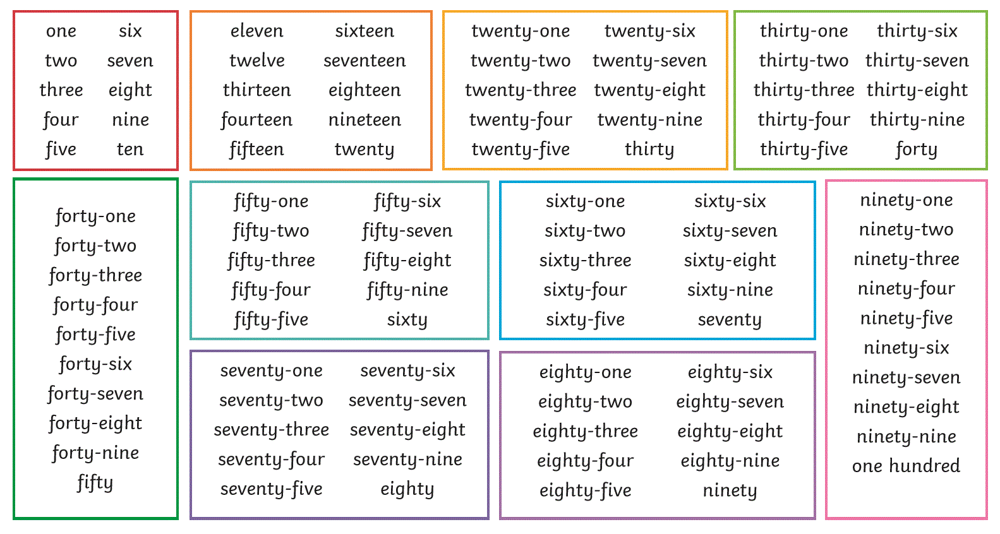 one six
two seven
three eight
four nine
five ten
eleven sixteen
twelve seventeen
thirteen eighteen
fourteen nineteen
fifteen twenty
twenty-one twenty-six
twenty-two twenty-seven
twenty-three twenty-eight
twenty-four twenty-nine
twenty-five thirty
thirty-one thirty-six
thirty-two thirty-seven
thirty-three thirty-eight
thirty-four thirty-nine
thirty-five forty
forty-one
forty-two
forty-three
forty-four
forty-five
forty-six
forty-seven
forty-eight
forty-nine
fifty
fifty-one fifty-six
fifty-two fifty-seven
fifty-three fifty-eight
fifty-four fifty-nine
fifty-five sixty
sixty-one sixty-six
sixty-two sixty-seven
sixty-three sixty-eight
sixty-four sixty-nine
sixty-five seventy
seventy-one seventy-six
seventy-two seventy-seven
seventy-three seventy-eight
seventy-four seventy-nine
seventy-five eighty
eighty-one eighty-six
eighty-two eighty-seven
eighty-three eighty-eight
eighty-four eighty-nine
eighty-five ninety
ninety-one
ninety-two
ninety-three
ninety-four
ninety-five
ninety-six
ninety-seven
ninety-eight
ninety-nine
one hundred